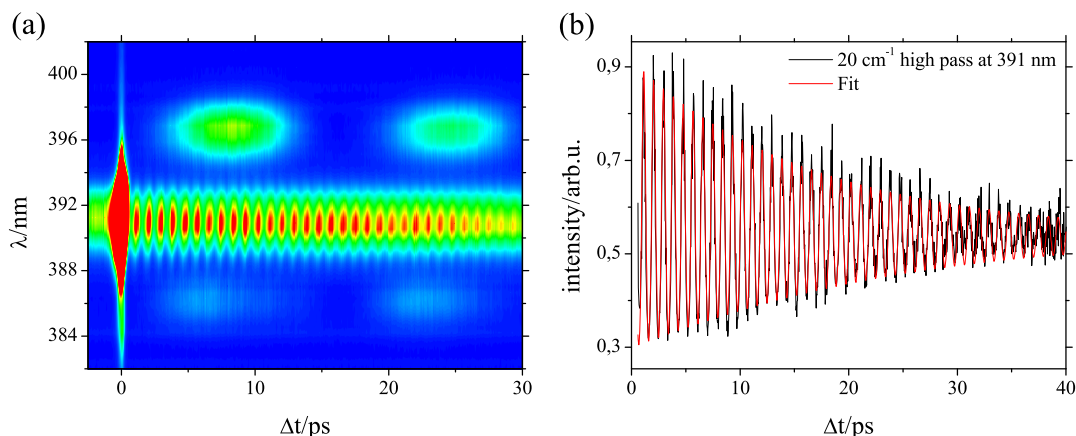 (a)
λ/nm
400
396
392
388
384
0
10
20
30
Δt/ps
(b)
intensity/arb.u.
0,9
0,7
0,5
0,3
20 cm⁻¹ high pass at 391 nm
Fit
0
10
20
30
40
Δt/ps